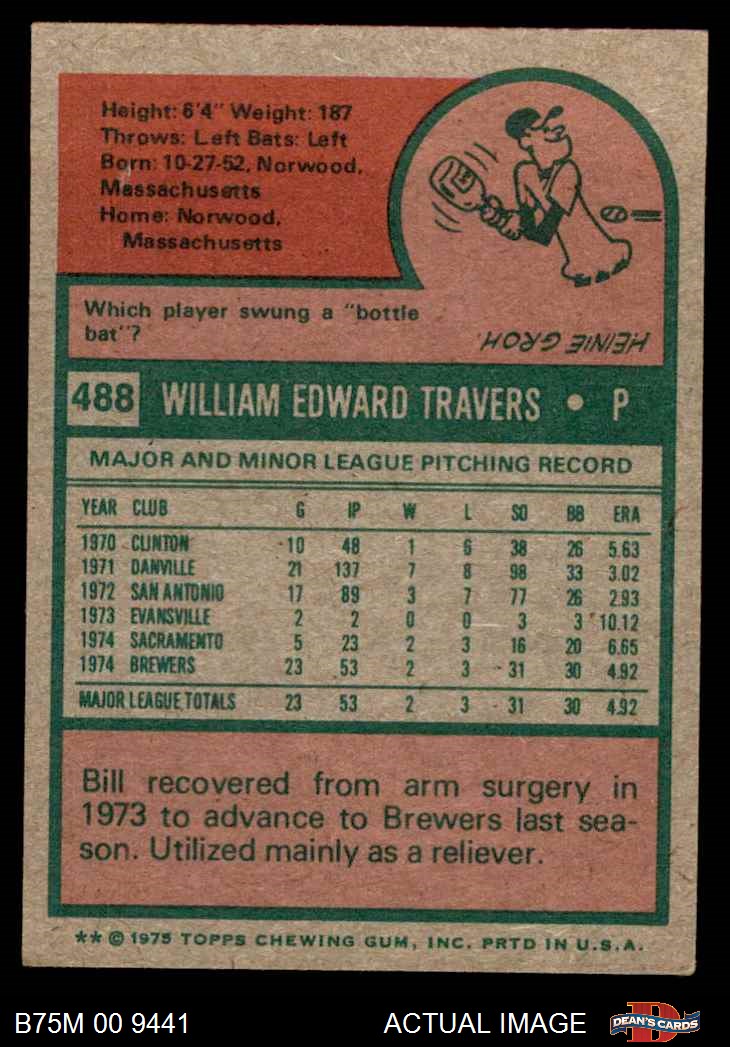 Height: 6'4" Weight: 187
Throws: Left Bats: Left
Born: 10-27-52, Norwood,
Massachusetts
Home: Norwood,
Massachusetts
Which player swung a "bottle
bat"?
HEINIE GROH.
488 WILLIAM EDWARD TRAVERS • P
MAJOR AND MINOR LEAGUE PITCHING RECORD
YEAR CLUB G IP W L SO BB ERA
1970 CLINTON 10 48 1 6 38 26 5.63
1971 DANVILLE 21 137 7 8 98 33 3.02
1972 SAN ANTONIO 17 89 3 7 77 26 2.93
1973 EVANSVILLE 2 2 0 0 3 3 10.12
1974 SACRAMENTO 5 23 2 3 16 20 6.65
1974 BREWERS 23 53 2 3 31 30 4.92
MAJOR LEAGUE TOTALS 23 53 2 3 31 30 4.92
Bill recovered from arm surgery in
1973 to advance to Brewers last sea-
son. Utilized mainly as a reliever.
** © 1975 TOPPS CHEWING GUM, INC. PRTD IN U.S.A.
B75M 00 9441 ACTUAL IMAGE DEAN'S CARDS